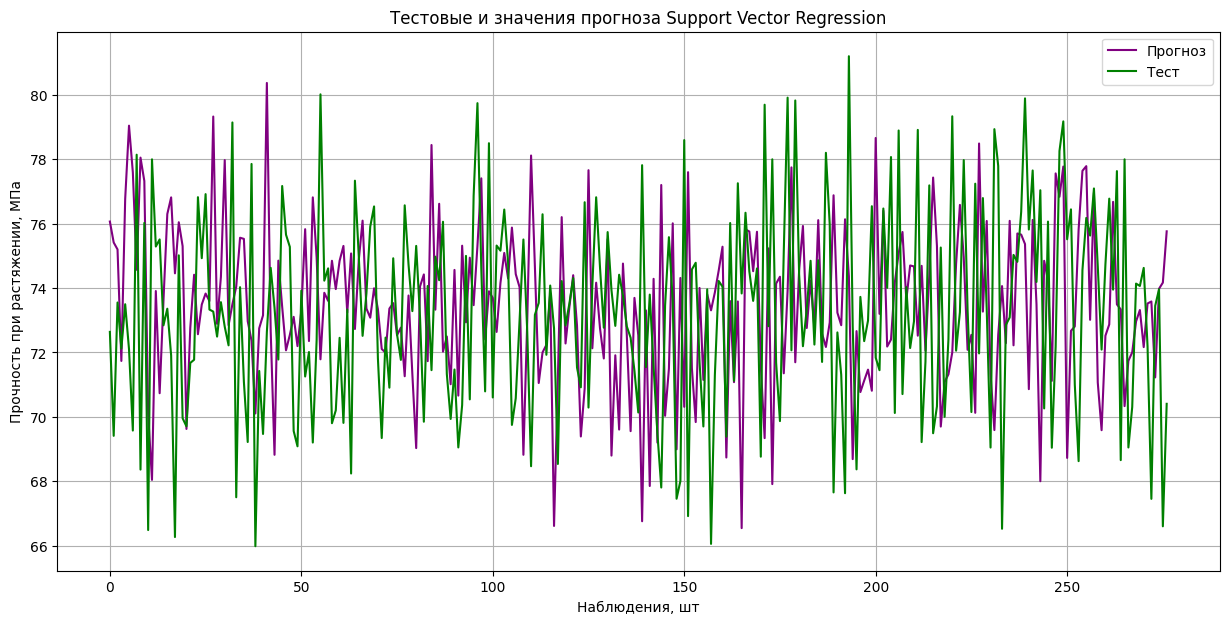 Тестовые и значения прогноза Support Vector Regression
Прогноз
Тест
Прочность при растяжении, МПа
80
78
76
74
72
70
68
66
0 50 100 150 200 250
Наблюдения, шт